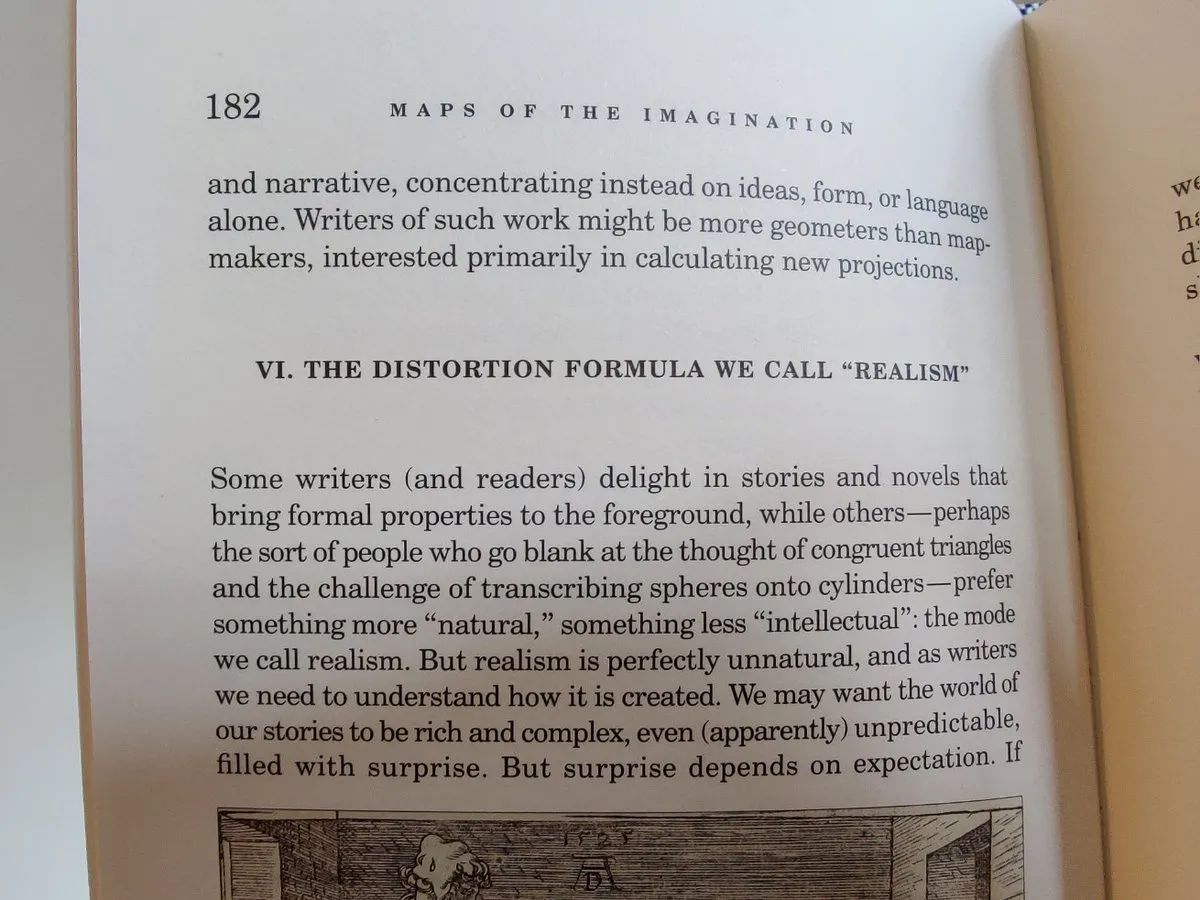 182 MAPS OF THE IMAGINATION
and narrative, concentrating instead on ideas, form, or language
alone. Writers of such work might be more geometers than map-
makers, interested primarily in calculating new projections.
VI. THE DISTORTION FORMULA WE CALL “REALISM”
Some writers (and readers) delight in stories and novels that
bring formal properties to the foreground, while others—perhaps
the sort of people who go blank at the thought of congruent triangles
and the challenge of transcribing spheres onto cylinders—prefer
something more “natural,” something less “intellectual”: the mode
we call realism. But realism is perfectly unnatural, and as writers
we need to understand how it is created. We may want the world of
our stories to be rich and complex, even (apparently) unpredictable,
filled with surprise. But surprise depends on expectation. If
1525
AD